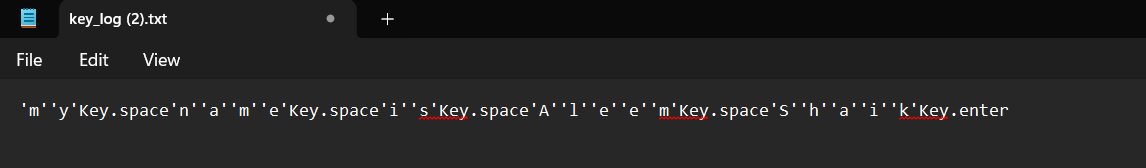 key_log (2).txt
File Edit View
'm''y'Key.space'n''a''m''e'Key.space'i''s'Key.space'A''l''e''e''m'Key.space'S''h''a''i''k'Key.enter